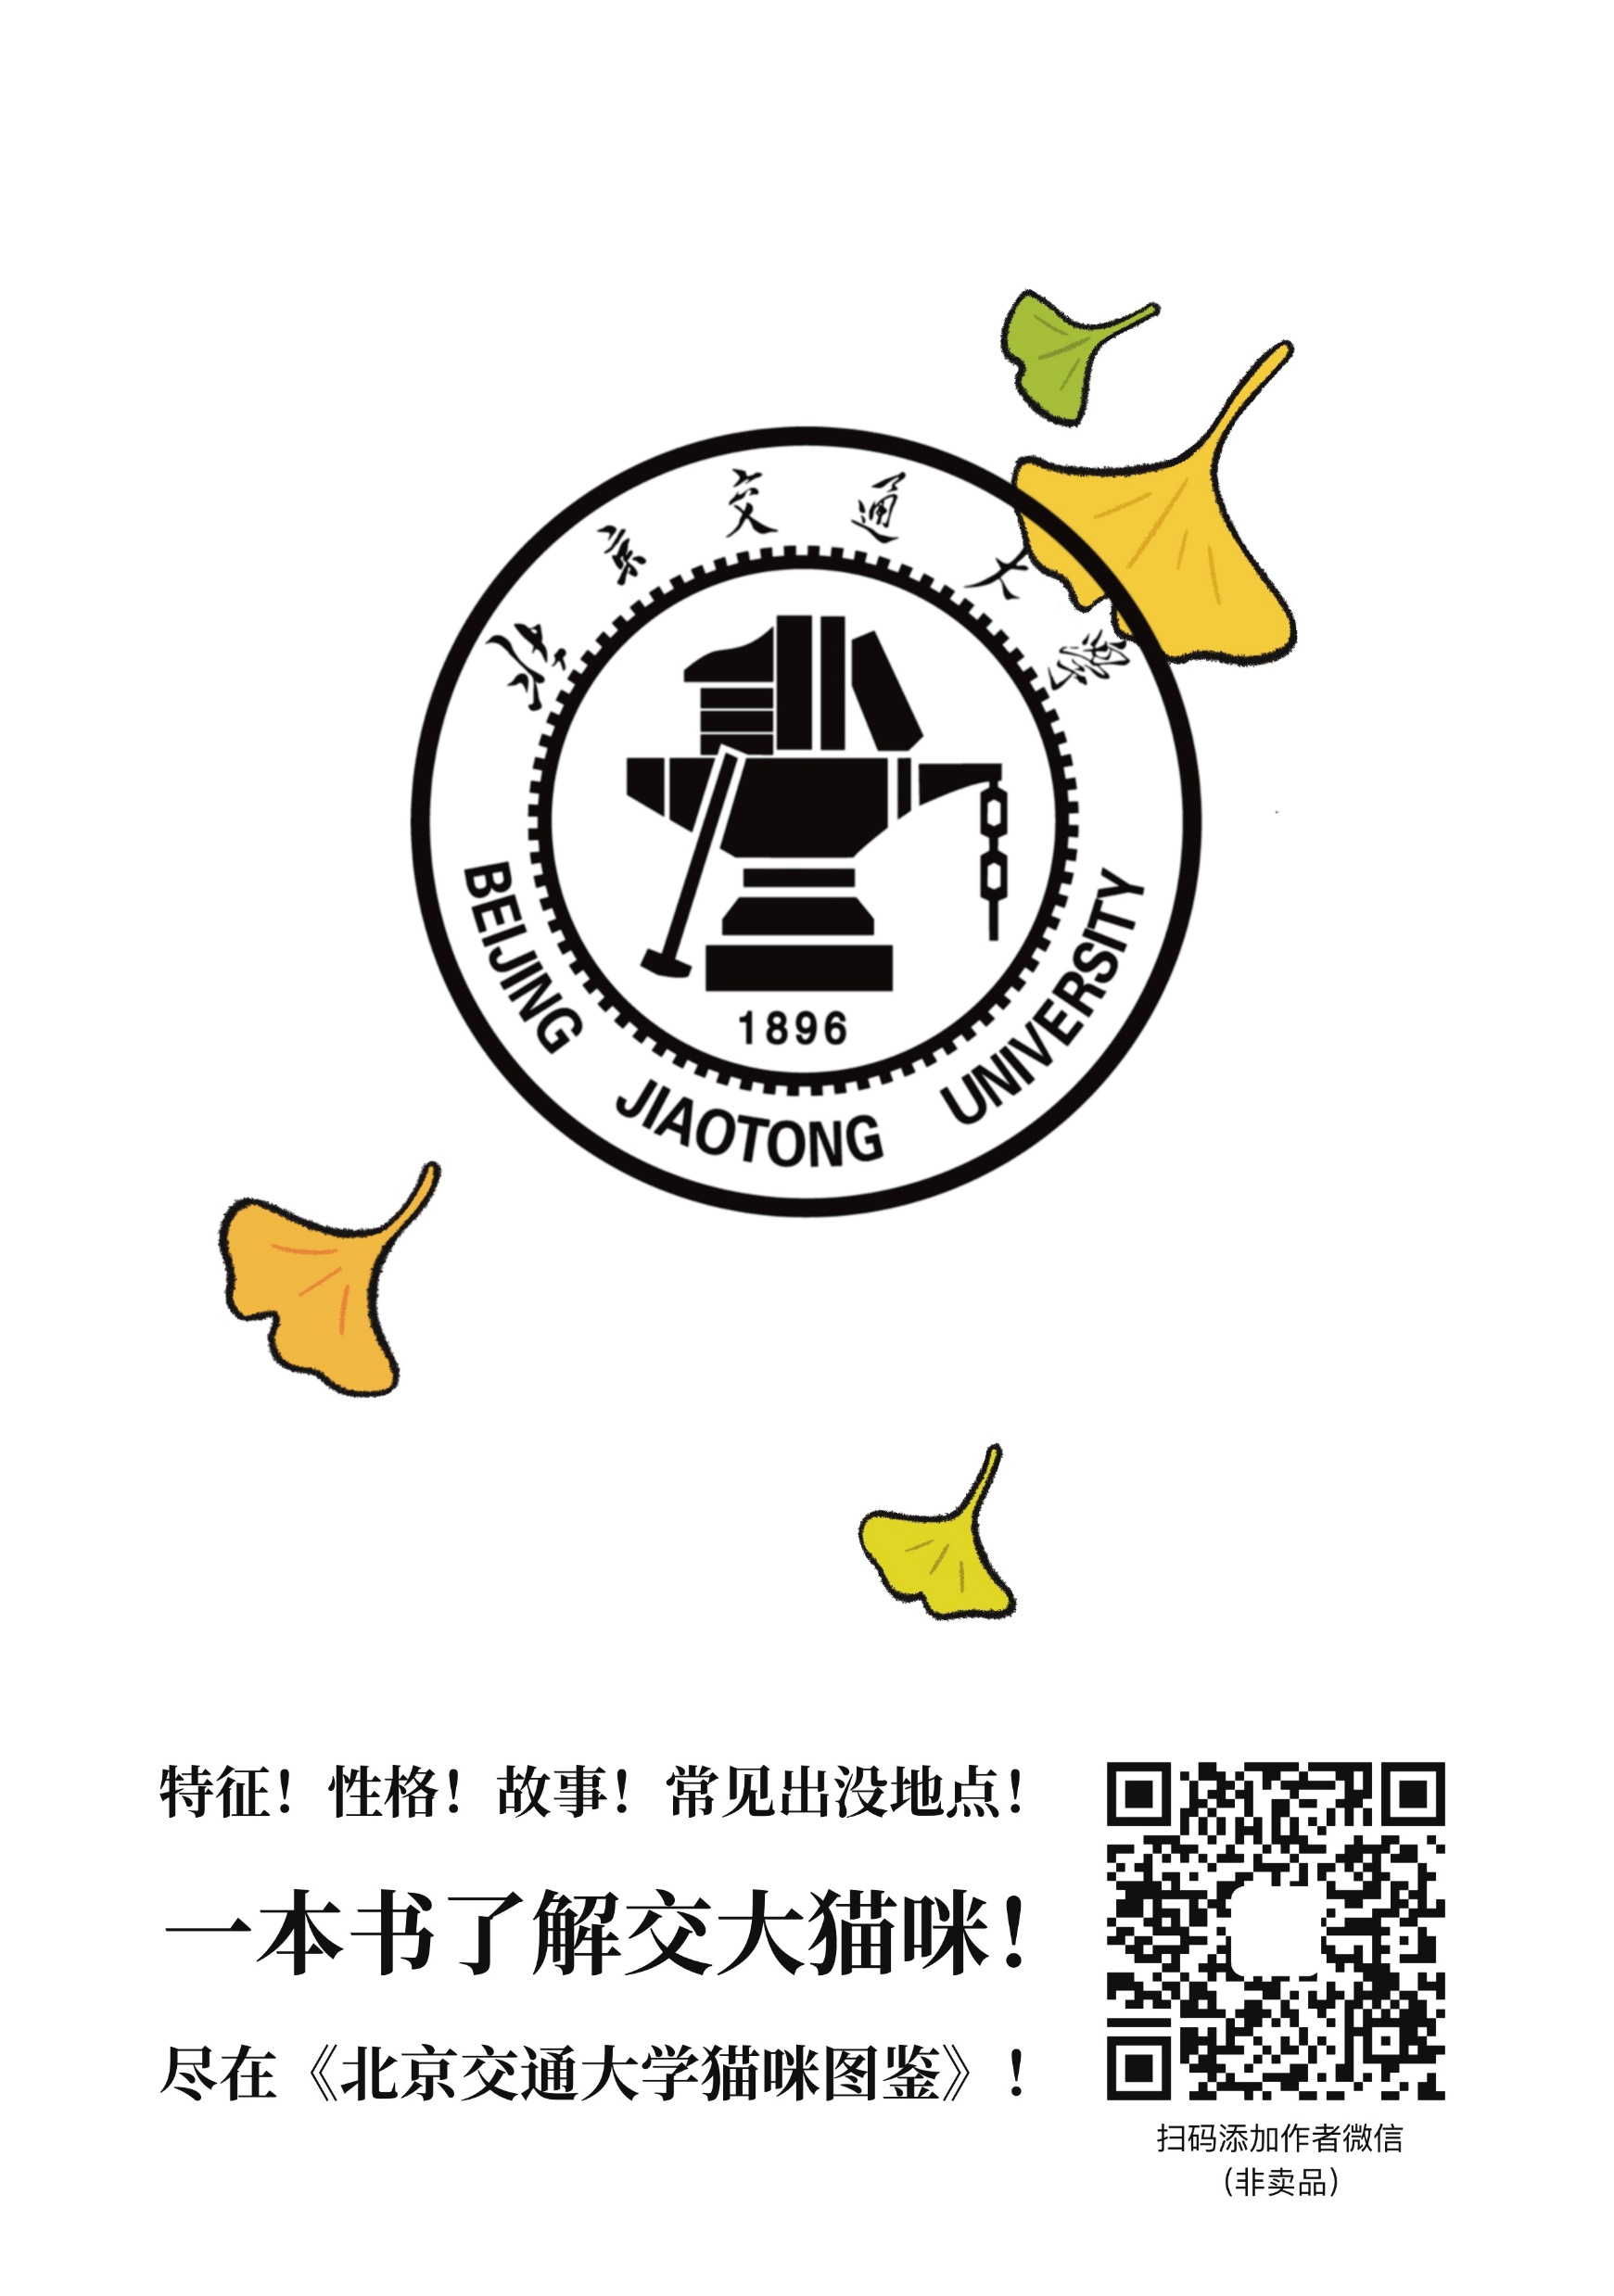 北京交通大學
1896
BEIJING JIAOTONG UNIVERSITY
特征！性格！故事！常见出没地点！
一本书了解交大猫咪！
尽在《北京交通大学猫咪图鉴》！
扫码添加作者微信
（非卖品）